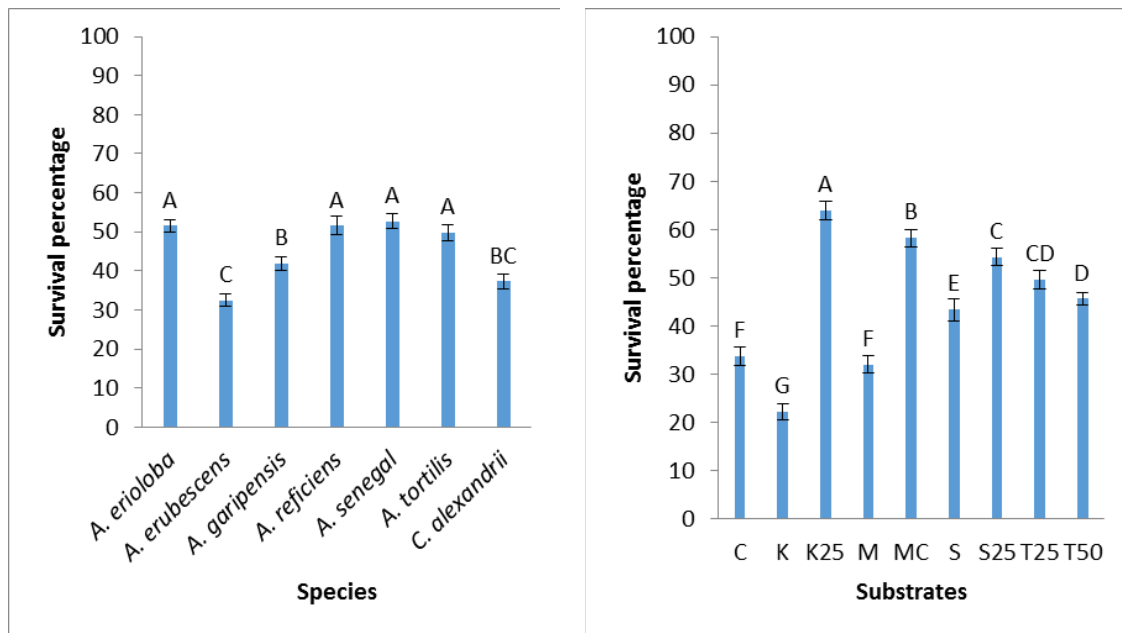 100
90
80
70
60
50
40
30
20
10
0
Survival percentage
A
C
B
A
A
A
BC
A. erioloba
A. erubescens
A. garipensis
A. reficiens
A. senegal
A. tortilis
C. alexandrii
Species
100
90
80
70
60
50
40
30
20
10
0
Survival percentage
F
G
A
F
B
E
C
CD
D
C K K25 M MC S S25 T25 T50
Substrates